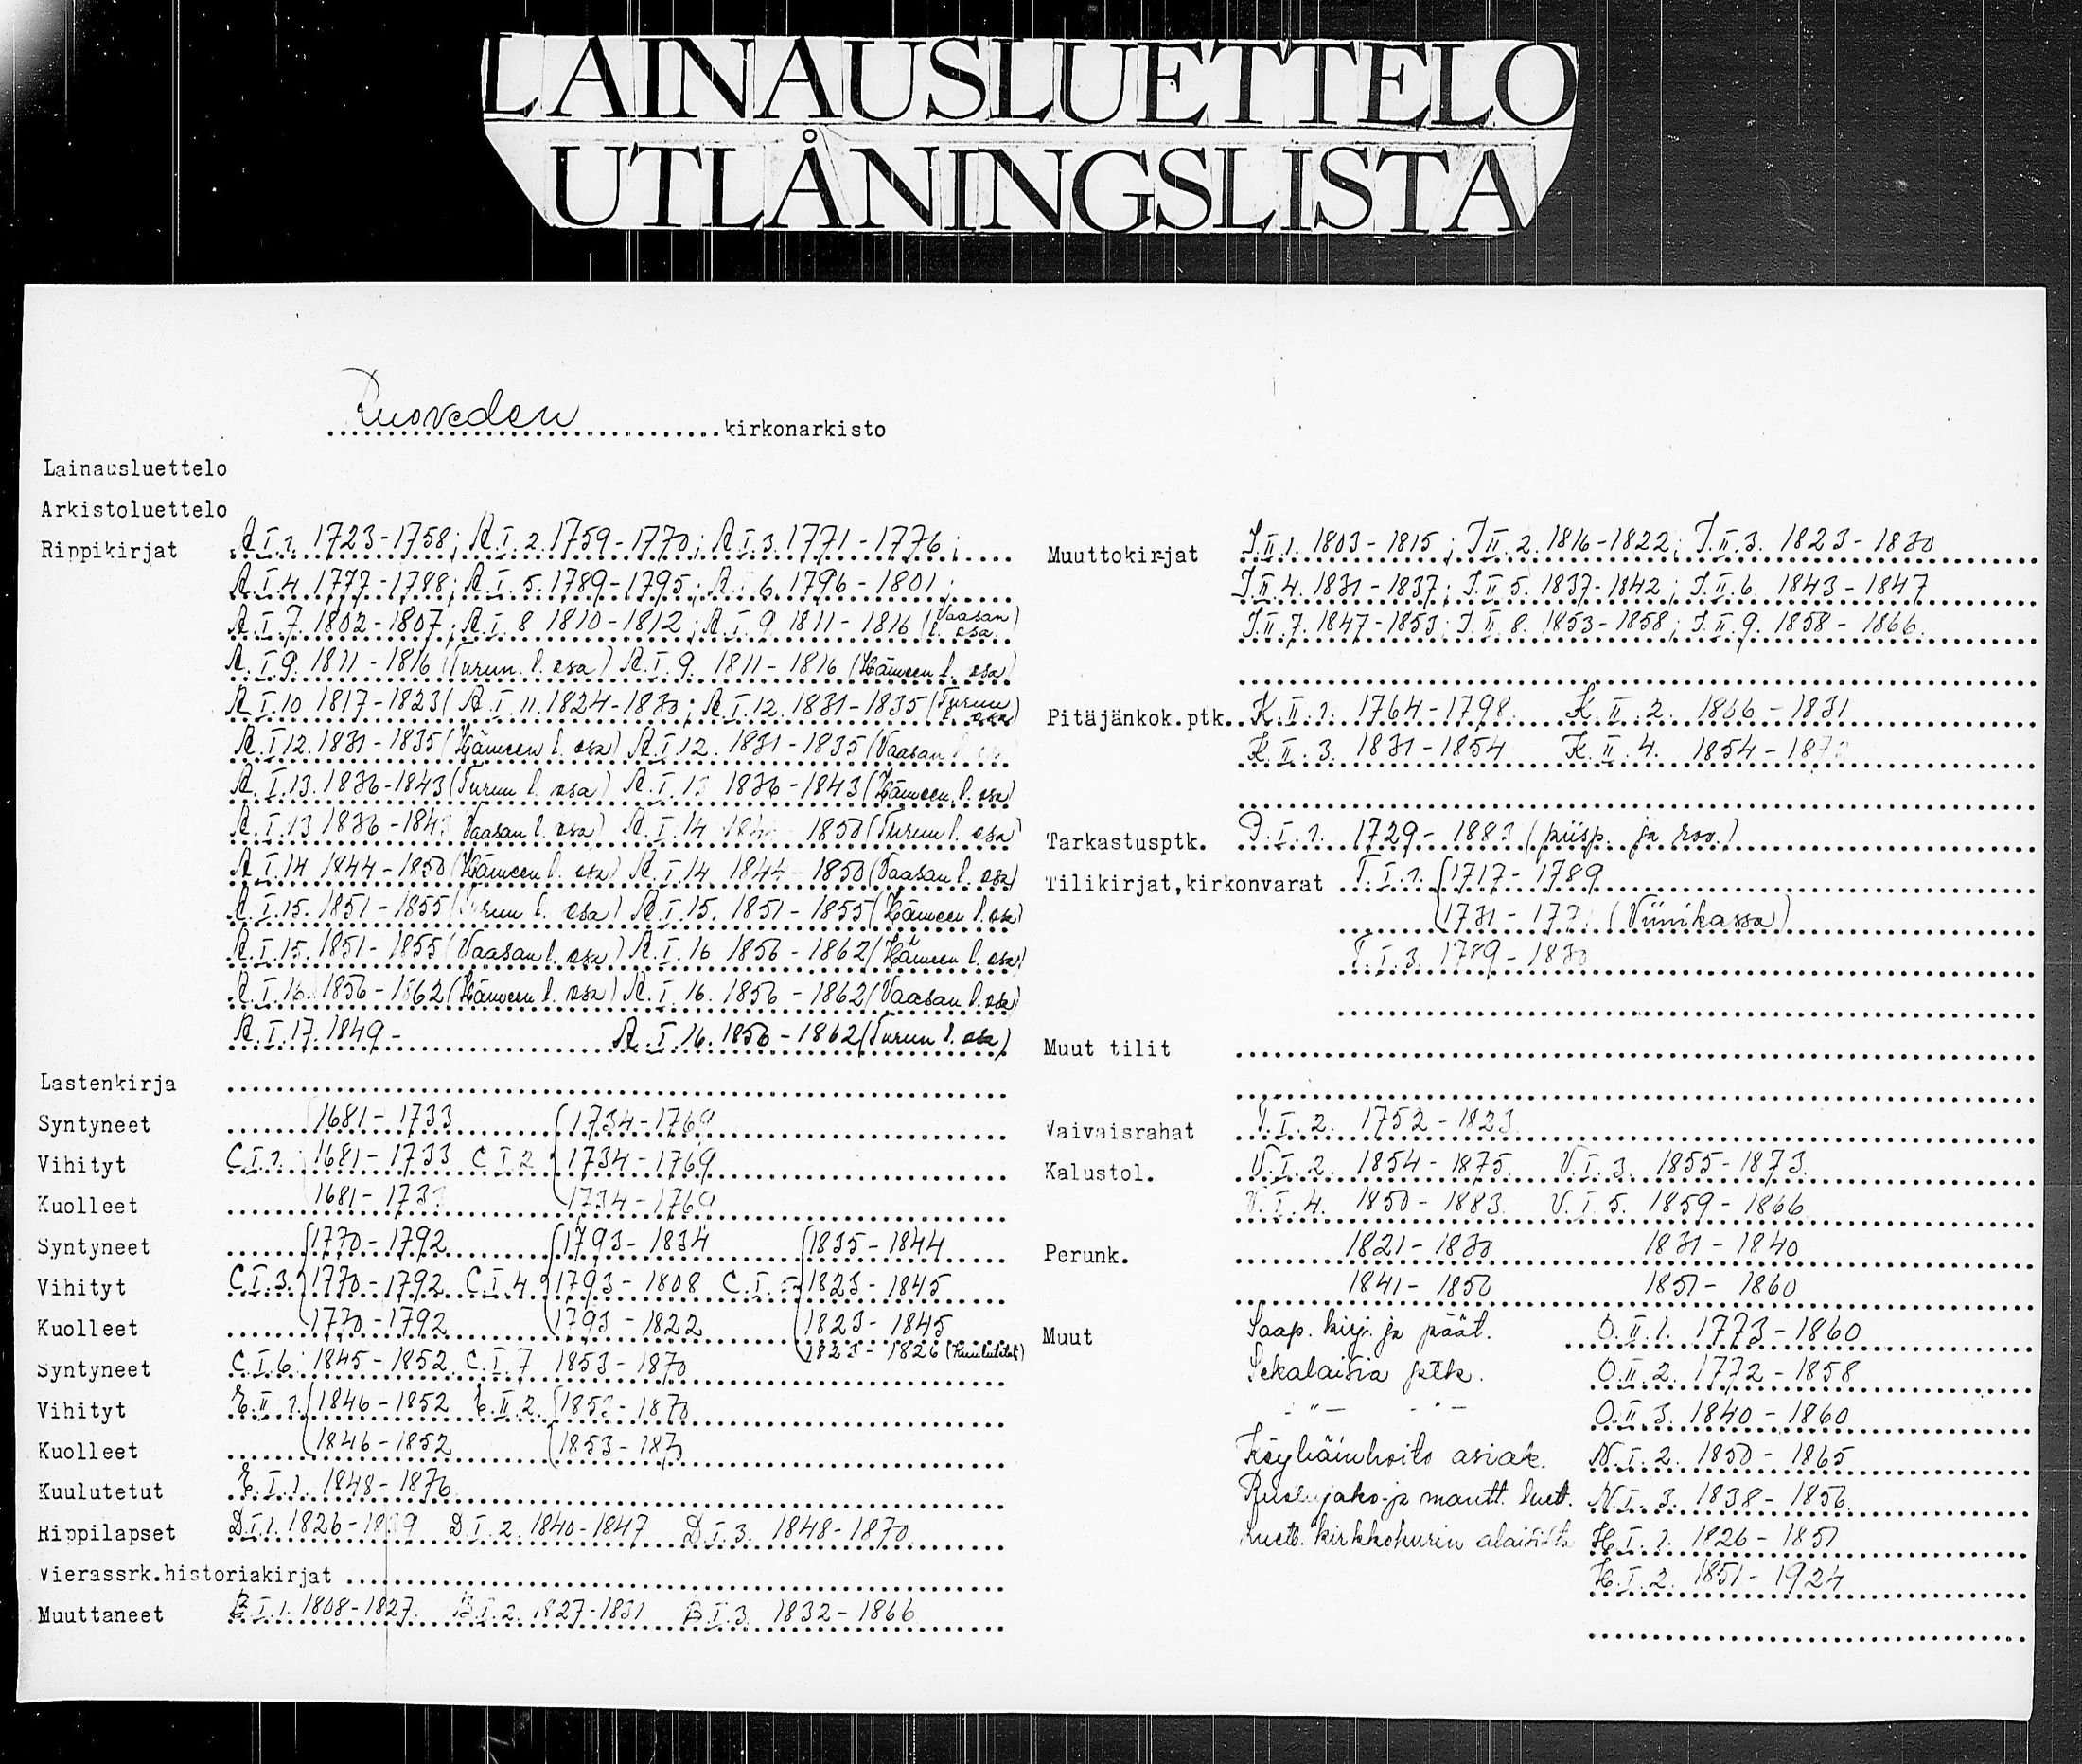 LAINAUSLUETTELO
UTLÅNINGSLISTA
Ruoveden kirkonarkisto
Lainausluettelo
Arkistoluettelo
Rippikirjat A.I.1. 1723-1758; A.I.2. 1759-1770; A.I.3. 1771-1776;
A.I.4. 1777-1788; A.I.5. 1789-1795; A.I.6. 1796-1801;
A.I.7. 1802-1807; A.I.8 1810-1812; A.I.9 1811-1816 (Vaasan l. osa)
A.I.9. 1811-1816 (Turun l. osa) A.I.9. 1811-1816 (Hämeen l. osa)
A.I.10 1817-1823( A.I.11. 1824-1830; A.I.12. 1831-1835 (Turun l. osa)
A.I.12. 1831-1835 (Hämeen l. osa) A.I.12. 1831-1835 (Vaasan l.
A.I.13. 1836-1843 (Turun l. osa) A.I.13 1836-1843 (Hämeen l. osa)
A.I.13 1836-1843 Vaasan l. osa) A.I.14 1850 (Turun l. osa)
A.I.14 1844-1850 (Hämeen l. osa) A.I.14. 1844-1850 (Vaasan l. osa)
A.I.15. 1851-1855 (Turun l. osa) A.I.15. 1851-1855 (Hämeen l. osa)
A.I.15. 1851-1855 (Vaasan l. osa) A.I.16 1856-1862 (Hämeen l. osa)
A.I.16. 1856-1862 (Hämeen l. osa) A.I.16. 1856-1862 (Vaasan l. osa)
A.I.17. 1849- A.I.16. 1856-1862 (Turun l. osa)
Lastenkirja
Syntyneet 1681-1733 1734-1769
Vihityt C.I.1. 1681-1733 C.I.2 1734-1769
Kuolleet 1681-1733 1734-1769
Syntyneet 1770-1792 1793-1834 1835-1844
Vihityt C.I.3. 1770-1792 C.I.4 1793-1808 C.I.5 1823-1845
Kuolleet 1770-1792 1793-1822 1823-1845
1823-1826 (Kuulutetut)
Syntyneet C.I.6. 1845-1852 C.I.7 1853-1870
Vihityt E.II.1. 1846-1852 E.II.2. 1853-1870
Kuolleet 1846-1852 1853-1870
Kuulutetut E.I.1. 1848-1876
Rippilapset D.I.1. 1826-1839 D.I.2. 1840-1847 D.I.3. 1848-1870
Vierassrk.historiakirjat
Muuttaneet B.I.1. 1808-1827. B.I.2. 1827-1831 B.I.3. 1832-1866
Muuttokirjat J.II.1. 1803-1815; J.II.2. 1816-1822; J.II.3. 1823-1830
J.II.4. 1831-1837; J.II.5. 1837-1842; J.II.6. 1843-1847
J.II.7. 1847-1853; J.II.8. 1853-1858; J.II.9. 1858-1866
Pitäjänkok.ptk. K.II.1. 1764-1798 K.II.2. 1806-1831
K.II.3. 1831-1854 K.II.4. 1854-
Tarkastusptk. P.I.1. 1729-1883 (piisp. ja rov.)
Tilikirjat,kirkonvarat T.I.1. 1717-1789
(Viinikassa)
T.I.3. 1789-1830
Muut tilit
Vaivaisrahat T.I.2. 1752-1823
Kalustol. V.I.2. 1854-1875. V.I.3. 1855-1873.
V.I.4. 1850-1883. V.I.5. 1859-1866
Perunk. 1821-1830 1831-1840
1841-1850 1851-1860
Muut Saap. kirj. ja päät. O.II.1. 1773-1860
Sekalaisia ptk. O.II.2. 1772-1858
-"- -"- O.II.3. 1840-1860
Köyhäinhoito asiak. N.I.2. 1850-1865
N.I.3. 1838-1856
Luett. kirkkokurin alaisista H.I.1. 1826-1851
H.I.2. 1851-1924